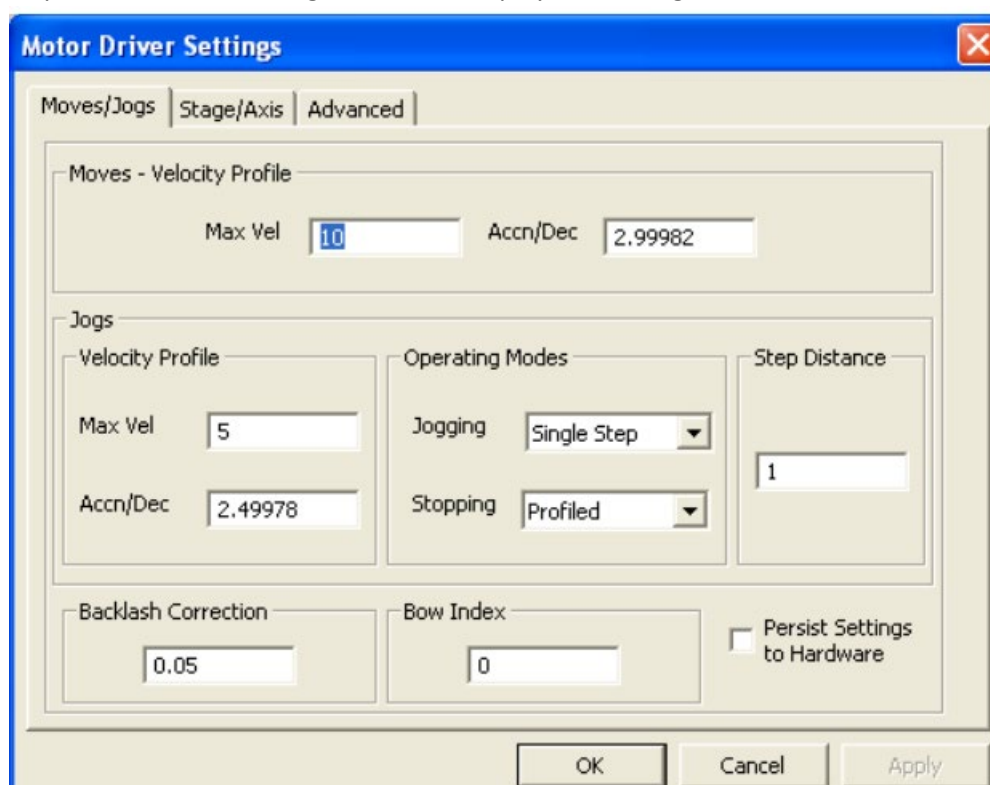 Motor Driver Settings
Moves/Jogs Stage/Axis Advanced
Moves - Velocity Profile
Max Vel 10 Accn/Dec 2.99982
Jogs
Velocity Profile
Max Vel 5
Accn/Dec 2.49978
Operating Modes
Jogging Single Step
Stopping Profiled
Step Distance
1
Backlash Correction
0.05
Bow Index
0
Persist Settings
to Hardware
OK Cancel Apply